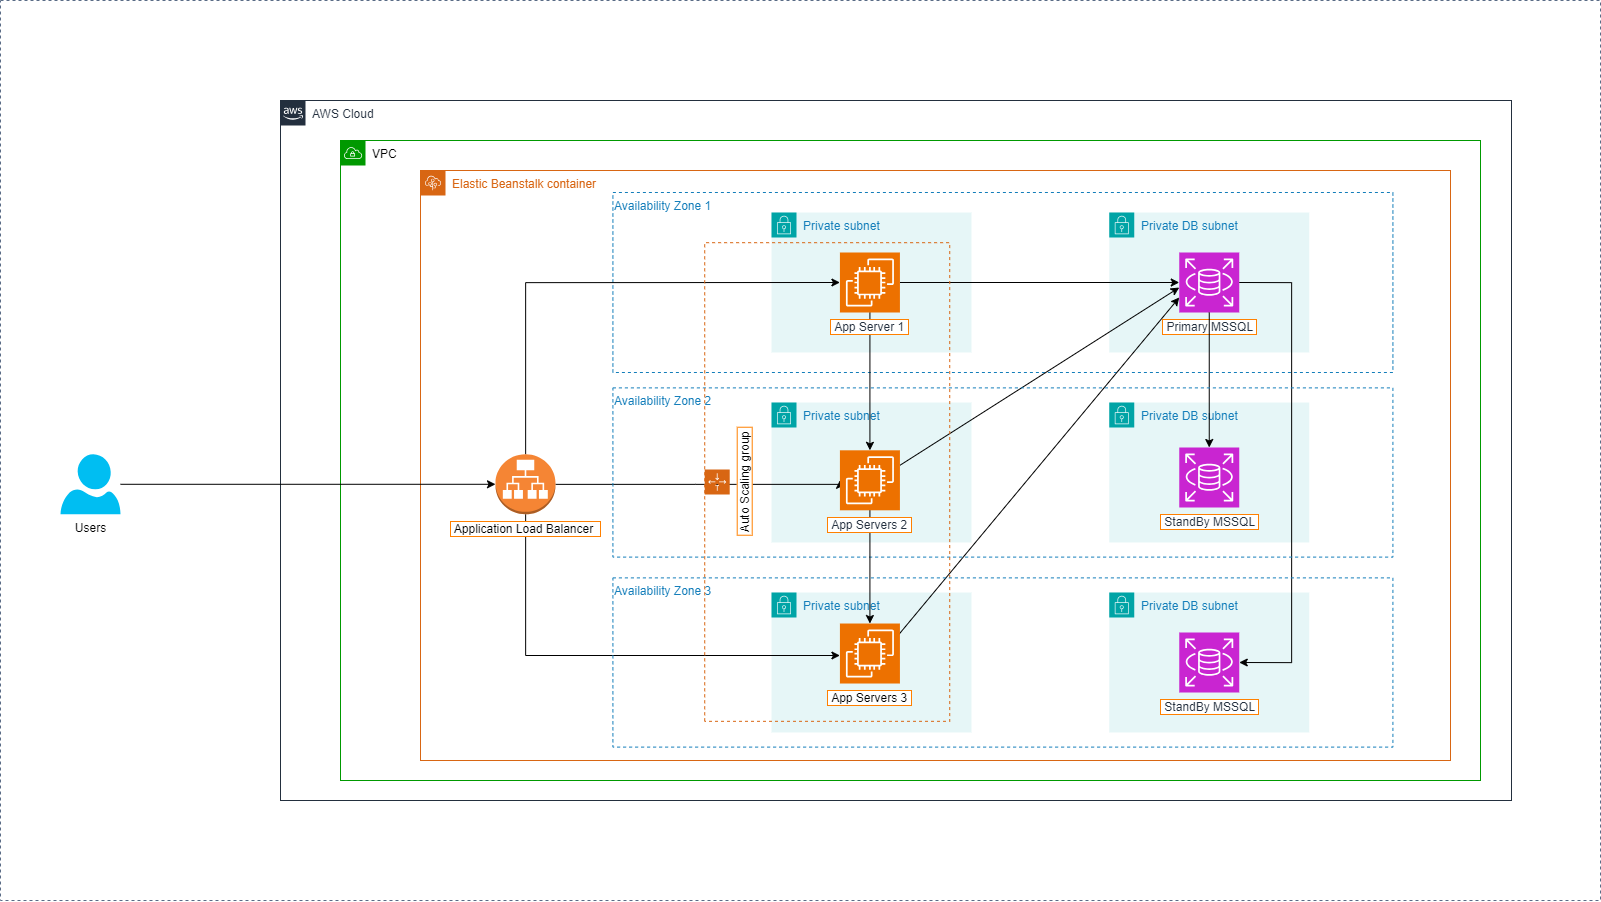 aws
AWS Cloud
VPC
Elastic Beanstalk container
Availability Zone 1
Private subnet
Private DB subnet
App Server 1
Primary MSSQL
Availability Zone 2
Private subnet
Private DB subnet
Auto Scaling group
Users
Application Load Balancer
App Servers 2
StandBy MSSQL
Availability Zone 3
Private subnet
Private DB subnet
App Servers 3
StandBy MSSQL